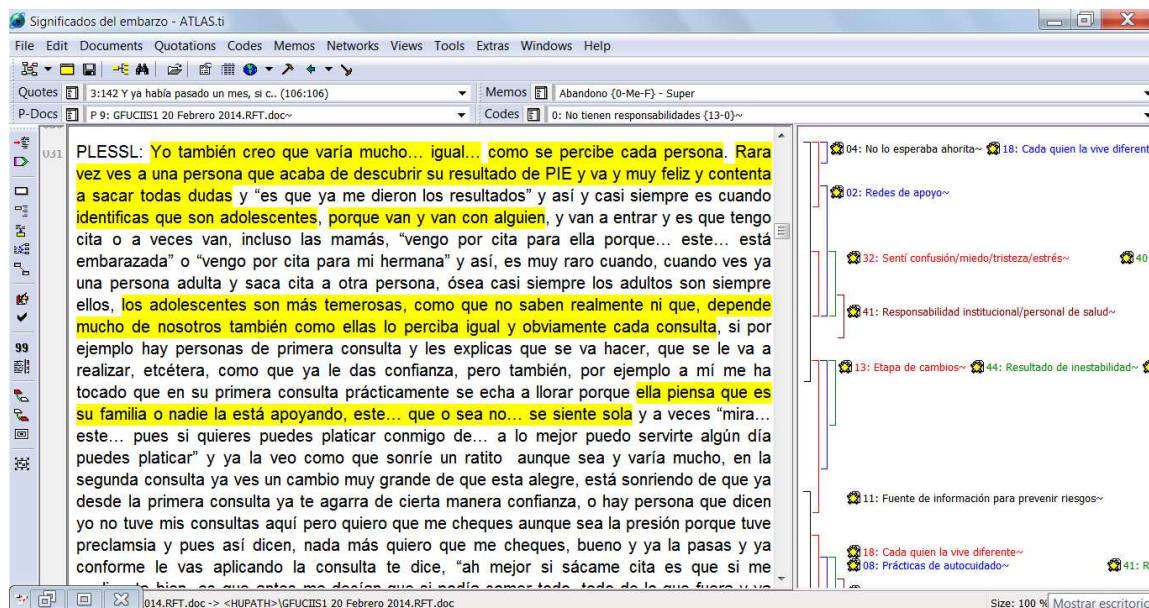 Significados del embarzo - ATLAS.ti
File Edit Documents Quotations Codes Memos Networks Views Tools Extras Windows Help
Quotes 3:142 Y ya había pasado un mes, si c.. (106:106) Memos Abandono {0-Me-F} - Super
P-Docs P 9: GFUCIIS1 20 Febrero 2014.RFT.doc~ Codes 0: No tienen responsabilidades {13-0}~
031
PLESSL: Yo también creo que varía mucho… igual… como se percibe cada persona. Rara
vez ves a una persona que acaba de descubrir su resultado de PIE y va y muy feliz y contenta
a sacar todas dudas y “es que ya me dieron los resultados” y así y casi siempre es cuando
identificas que son adolescentes, porque van y van con alguien, y van a entrar y es que tengo
cita o a veces van, incluso las mamás, “vengo por cita para ella porque… este… está
embarazada” o “vengo por cita para mi hermana” y así, es muy raro cuando, cuando ves ya
una persona adulta y saca cita a otra persona, ósea casi siempre los adultos son siempre
ellos, los adolescentes son más temerosas, como que no saben realmente ni que, depende
mucho de nosotros también como ellas lo perciba igual y obviamente cada consulta, si por
ejemplo hay personas de primera consulta y les explicas que se va hacer, que se le va a
realizar, etcétera, como que ya le das confianza, pero también, por ejemplo a mí me ha
tocado que en su primera consulta prácticamente se echa a llorar porque ella piensa que es
su familia o nadie la está apoyando, este… que o sea no… se siente sola y a veces “mira…
este… pues si quieres puedes platicar conmigo de… a lo mejor puedo servirte algún día
puedes platicar” y ya la veo como que sonríe un ratito aunque sea y varía mucho, en la
segunda consulta ya ves un cambio muy grande de que esta alegre, está sonriendo de que ya
desde la primera consulta ya te agarra de cierta manera confianza, o hay persona que dicen
yo no tuve mis consultas aquí pero quiero que me cheques aunque sea la presión porque tuve
preclamsia y pues así dicen, nada más quiero que me cheques, bueno y ya la pasas y ya
conforme le vas aplicando la consulta te dice, “ah mejor si sácame cita es que si me
04: No lo esperaba ahorita~ 18: Cada quien la vive diferent
02: Redes de apoyo~
32: Sentí confusión/miedo/tristeza/estrés~ 40
41: Responsabilidad institucional/personal de salud~
13: Etapa de cambios~ 44: Resultado de inestabilidad~
11: Fuente de información para prevenir riesgos~
18: Cada quien la vive diferente~
08: Prácticas de autocuidado~ 41: R
99
014.RFT.doc -> <HUPATH>\GFUCIIS1 20 Febrero 2014.RFT.doc
Size: 100 % Mostrar escritorio